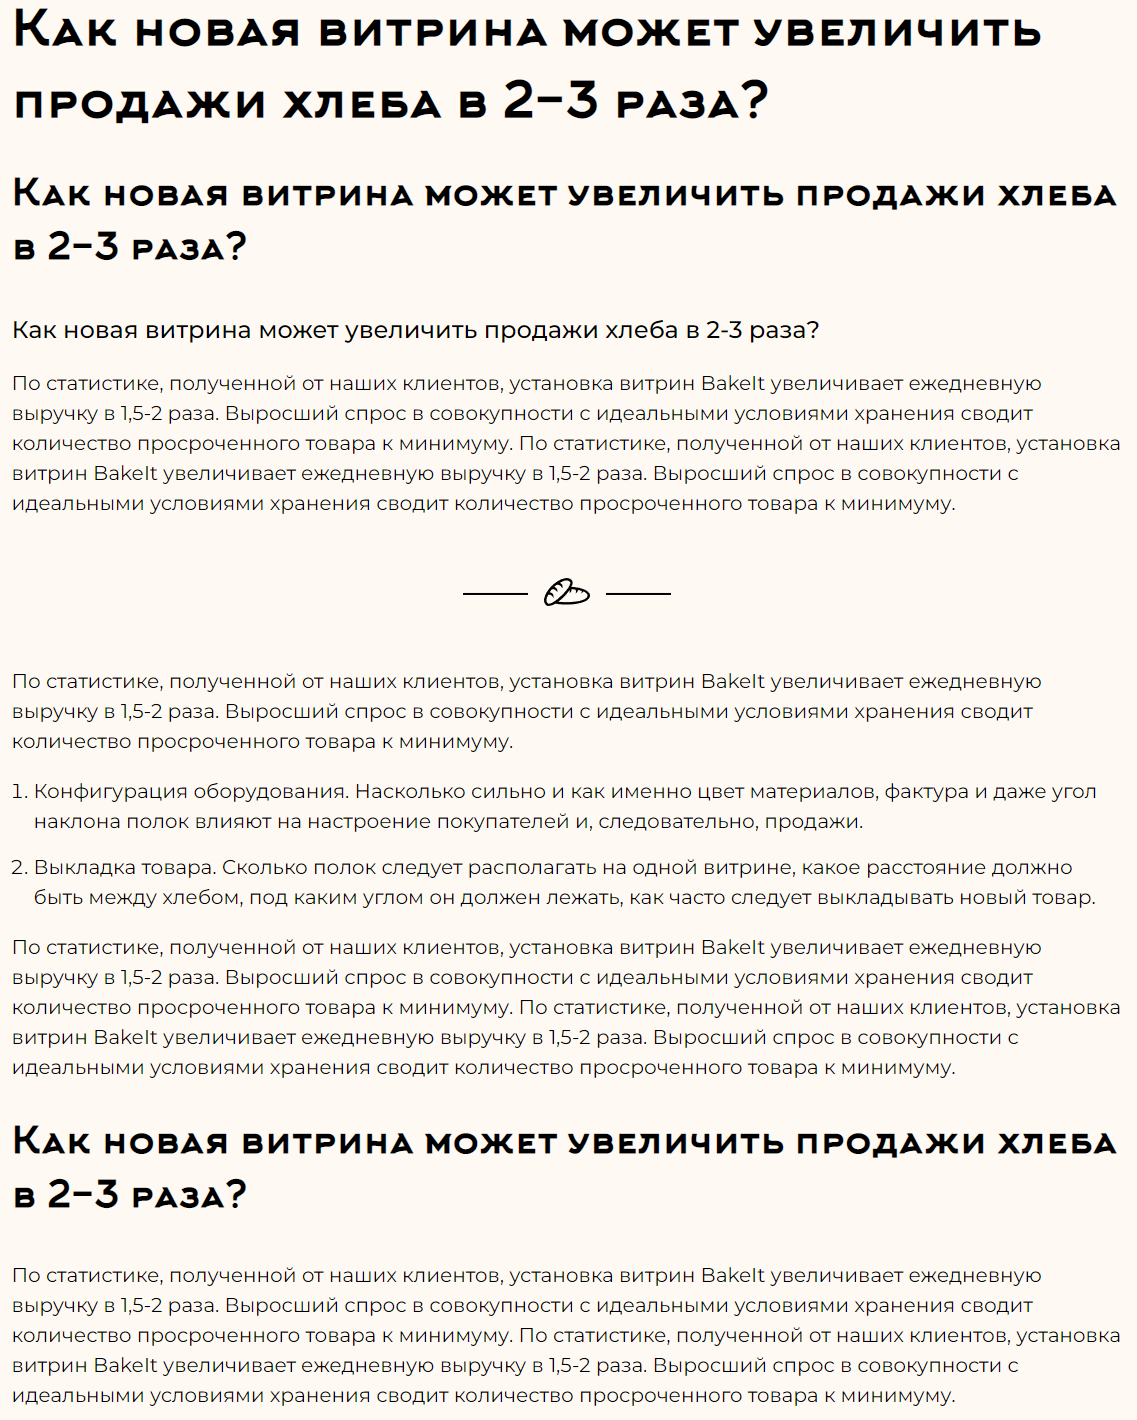 Как новая витрина может увеличить
продажи хлеба в 2-3 раза?
Как новая витрина может увеличить продажи хлеба
в 2-3 раза?
Как новая витрина может увеличить продажи хлеба в 2-3 раза?
По статистике, полученной от наших клиентов, установка витрин BakeIt увеличивает ежедневную
выручку в 1,5-2 раза. Выросший спрос в совокупности с идеальными условиями хранения сводит
количество просроченного товара к минимуму. По статистике, полученной от наших клиентов, установка
витрин BakeIt увеличивает ежедневную выручку в 1,5-2 раза. Выросший спрос в совокупности с
идеальными условиями хранения сводит количество просроченного товара к минимуму.
По статистике, полученной от наших клиентов, установка витрин BakeIt увеличивает ежедневную
выручку в 1,5-2 раза. Выросший спрос в совокупности с идеальными условиями хранения сводит
количество просроченного товара к минимуму.
1. Конфигурация оборудования. Насколько сильно и как именно цвет материалов, фактура и даже угол
наклона полок влияют на настроение покупателей и, следовательно, продажи.
2. Выкладка товара. Сколько полок следует располагать на одной витрине, какое расстояние должно
быть между хлебом, под каким углом он должен лежать, как часто следует выкладывать новый товар.
По статистике, полученной от наших клиентов, установка витрин BakeIt увеличивает ежедневную
выручку в 1,5-2 раза. Выросший спрос в совокупности с идеальными условиями хранения сводит
количество просроченного товара к минимуму. По статистике, полученной от наших клиентов, установка
витрин BakeIt увеличивает ежедневную выручку в 1,5-2 раза. Выросший спрос в совокупности с
идеальными условиями хранения сводит количество просроченного товара к минимуму.
Как новая витрина может увеличить продажи хлеба
в 2-3 раза?
По статистике, полученной от наших клиентов, установка витрин BakeIt увеличивает ежедневную
выручку в 1,5-2 раза. Выросший спрос в совокупности с идеальными условиями хранения сводит
количество просроченного товара к минимуму. По статистике, полученной от наших клиентов, установка
витрин BakeIt увеличивает ежедневную выручку в 1,5-2 раза. Выросший спрос в совокупности с
идеальными условиями хранения сводит количество просроченного товара к минимуму.